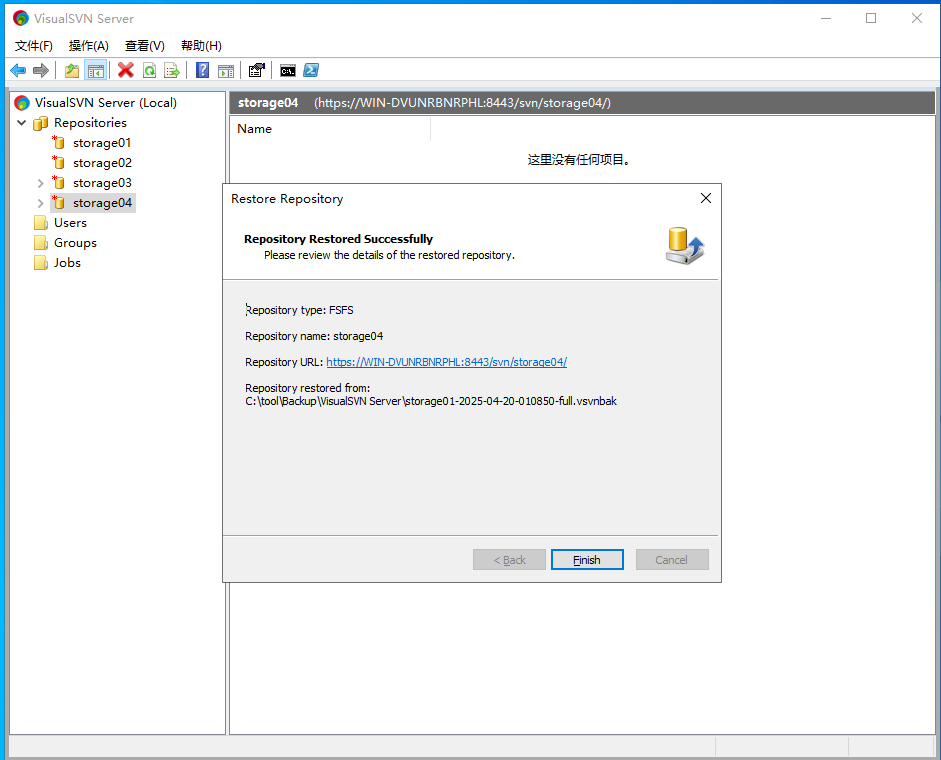 VisualSVN Server
文件(F) 操作(A) 查看(V) 帮助(H)
VisualSVN Server (Local)
Repositories
storage01
storage02
storage03
storage04
Users
Groups
Jobs
storage04 (https://WIN-DVUNRBNRPHL:8443/svn/storage04/)
Name
这里没有任何项目。
Restore Repository
Repository Restored Successfully
Please review the details of the restored repository.
Repository type: FSFS
Repository name: storage04
Repository URL: https://WIN-DVUNRBNRPHL:8443/svn/storage04/
Repository restored from:
C:\tool\Backup\VisualSVN Server\storage01-2025-04-20-010850-full.vsvnbak
< Back Finish Cancel